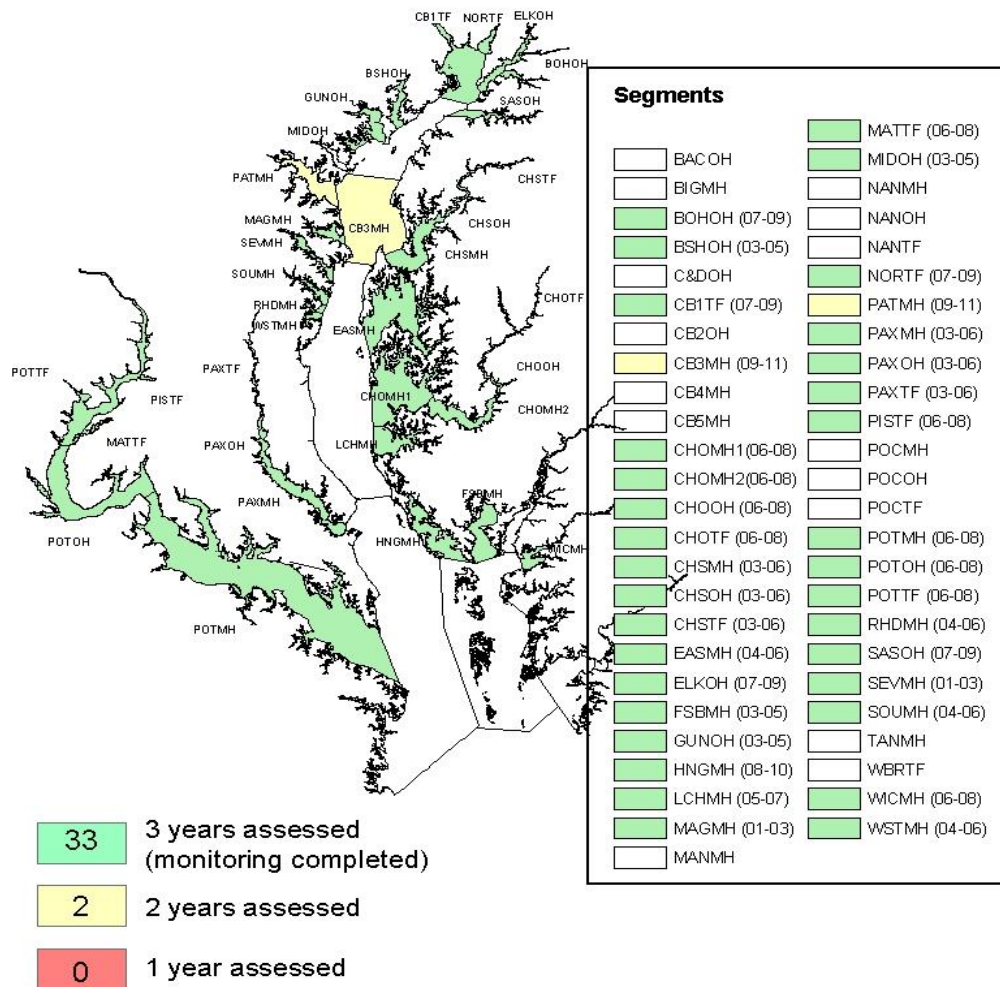 CB1TF
NORTF
ELKOH
BOHOH
BSHOH
GUNOH
SASOH
MIDOH
PATMH
CHSTF
MAGMH
CB3MH
CHSOH
SEVMH
CHSMH
SOUMH
CHOTF
RHDMH
WSTMH
EASMH
POTTF
PAXTF
CHOOH
PISTF
CHOMH1
CHOMH2
MATTF
PAXOH
LCHMH
PAXMH
FSBMH
POTOH
HNGMH
WICMH
POTMH
Segments
BACOH
BIGMH
BOHOH (07-09)
BSHOH (03-05)
C&DOH
CB1TF (07-09)
CB2OH
CB3MH (09-11)
CB4MH
CB5MH
CHOMH1(06-08)
CHOMH2(06-08)
CHOOH (06-08)
CHOTF (06-08)
CHSMH (03-06)
CHSOH (03-06)
CHSTF (03-06)
EASMH (04-06)
ELKOH (07-09)
FSBMH (03-05)
GUNOH (03-05)
HNGMH (08-10)
LCHMH (05-07)
MAGMH (01-03)
MANMH
MATTF (06-08)
MIDOH (03-05)
NANMH
NANOH
NANTF
NORTF (07-09)
PATMH (09-11)
PAXMH (03-06)
PAXOH (03-06)
PAXTF (03-06)
PISTF (06-08)
POCMH
POCOH
POCTF
POTMH (06-08)
POTOH (06-08)
POTTF (06-08)
RHDMH (04-06)
SASOH (07-09)
SEVMH (01-03)
SOUMH (04-06)
TANMH
WBRTF
WICMH (06-08)
WSTMH (04-06)
33 3 years assessed
(monitoring completed)
2 2 years assessed
0 1 year assessed